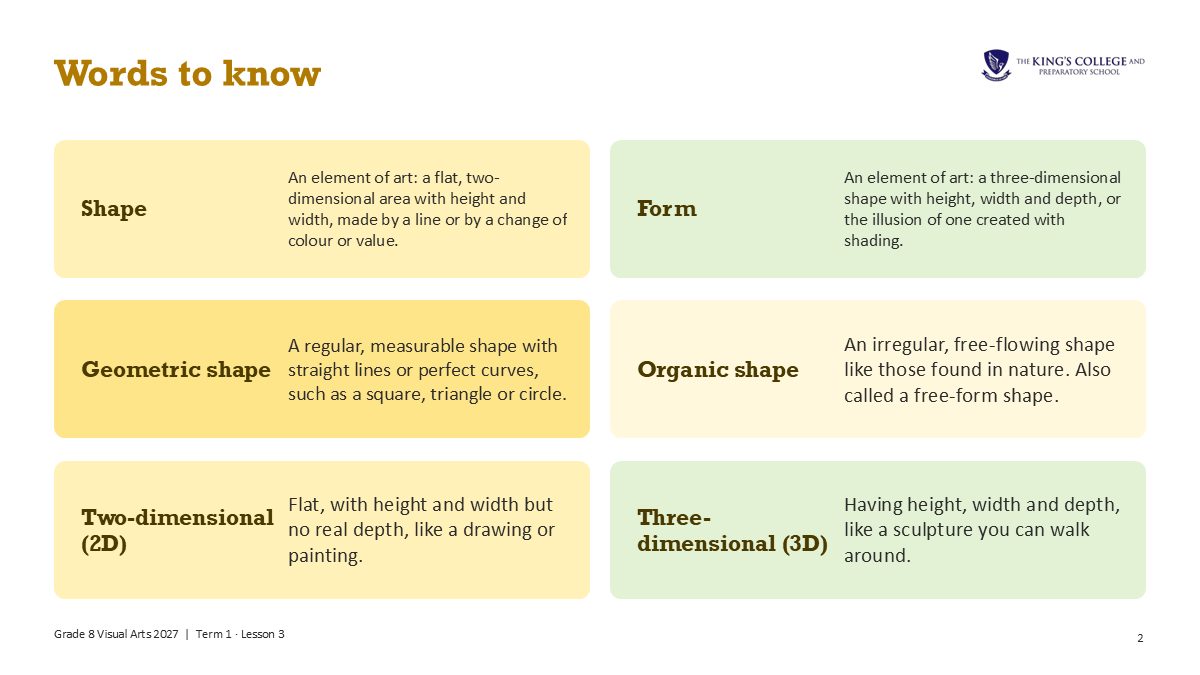 Words to know
THE KING'S COLLEGE AND
PREPARATORY SCHOOL
Shape
An element of art: a flat, two-
dimensional area with height and
width, made by a line or by a change of
colour or value.
Form
An element of art: a three-dimensional
shape with height, width and depth, or
the illusion of one created with
shading.
Geometric shape
A regular, measurable shape with
straight lines or perfect curves,
such as a square, triangle or circle.
Organic shape
An irregular, free-flowing shape
like those found in nature. Also
called a free-form shape.
Two-dimensional
(2D)
Flat, with height and width but
no real depth, like a drawing or
painting.
Three-
dimensional (3D)
Having height, width and depth,
like a sculpture you can walk
around.
Grade 8 Visual Arts 2027 | Term 1 · Lesson 3
2